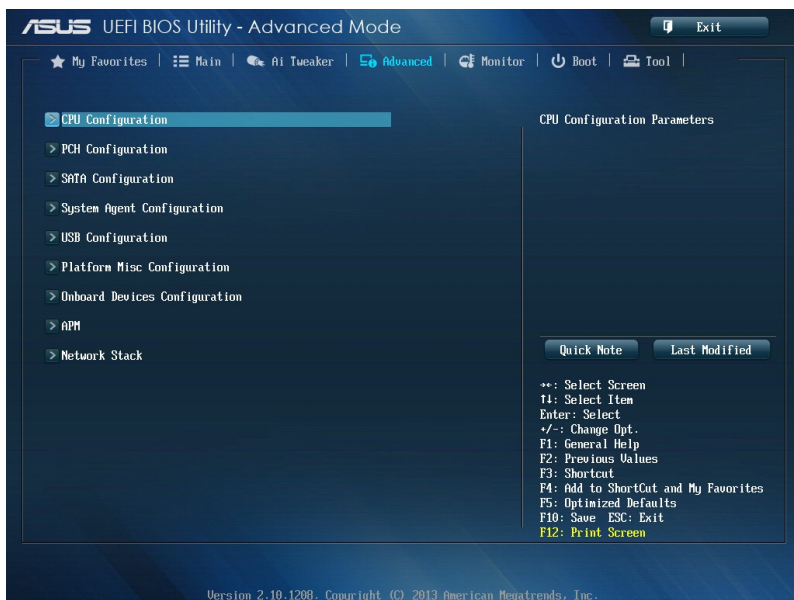 ASUS UEFI BIOS Utility - Advanced Mode
Exit
My Favorites | Main | Ai Tweaker | Advanced | Monitor | Boot | Tool |
CPU Configuration
PCH Configuration
SATA Configuration
System Agent Configuration
USB Configuration
Platform Misc Configuration
Onboard Devices Configuration
APM
Network Stack
CPU Configuration Parameters
Quick Note
Last Modified
→←: Select Screen
↑↓: Select Item
Enter: Select
+/-: Change Opt.
F1: General Help
F2: Previous Values
F3: Shortcut
F4: Add to ShortCut and My Favorites
F5: Optimized Defaults
F10: Save ESC: Exit
F12: Print Screen
Version 2.10.1208. Copyright (C) 2013 American Megatrends, Inc.